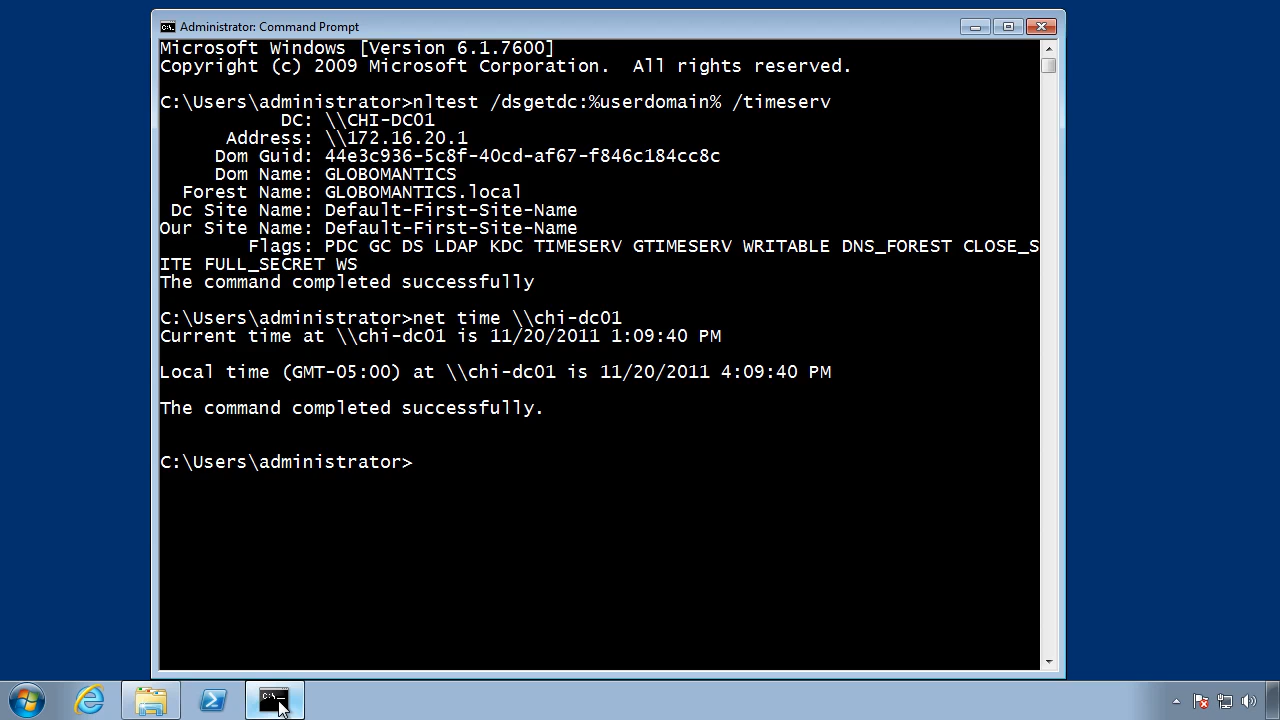 Administrator: Command Prompt
Microsoft Windows [Version 6.1.7600]
Copyright (c) 2009 Microsoft Corporation.  All rights reserved.
C:\Users\administrator>nltest /dsgetdc:%userdomain% /timeserv
           DC: \\CHI-DC01
      Address: \\172.16.20.1
     Dom Guid: 44e3c936-5c8f-40cd-af67-f846c184cc8c
     Dom Name: GLOBOMANTICS
  Forest Name: GLOBOMANTICS.local
 Dc Site Name: Default-First-Site-Name
Our Site Name: Default-First-Site-Name
        Flags: PDC GC DS LDAP KDC TIMESERV GTIMESERV WRITABLE DNS_FOREST CLOSE_S
ITE FULL_SECRET WS
The command completed successfully
C:\Users\administrator>net time \\chi-dc01
Current time at \\chi-dc01 is 11/20/2011 1:09:40 PM
Local time (GMT-05:00) at \\chi-dc01 is 11/20/2011 4:09:40 PM
The command completed successfully.
C:\Users\administrator>